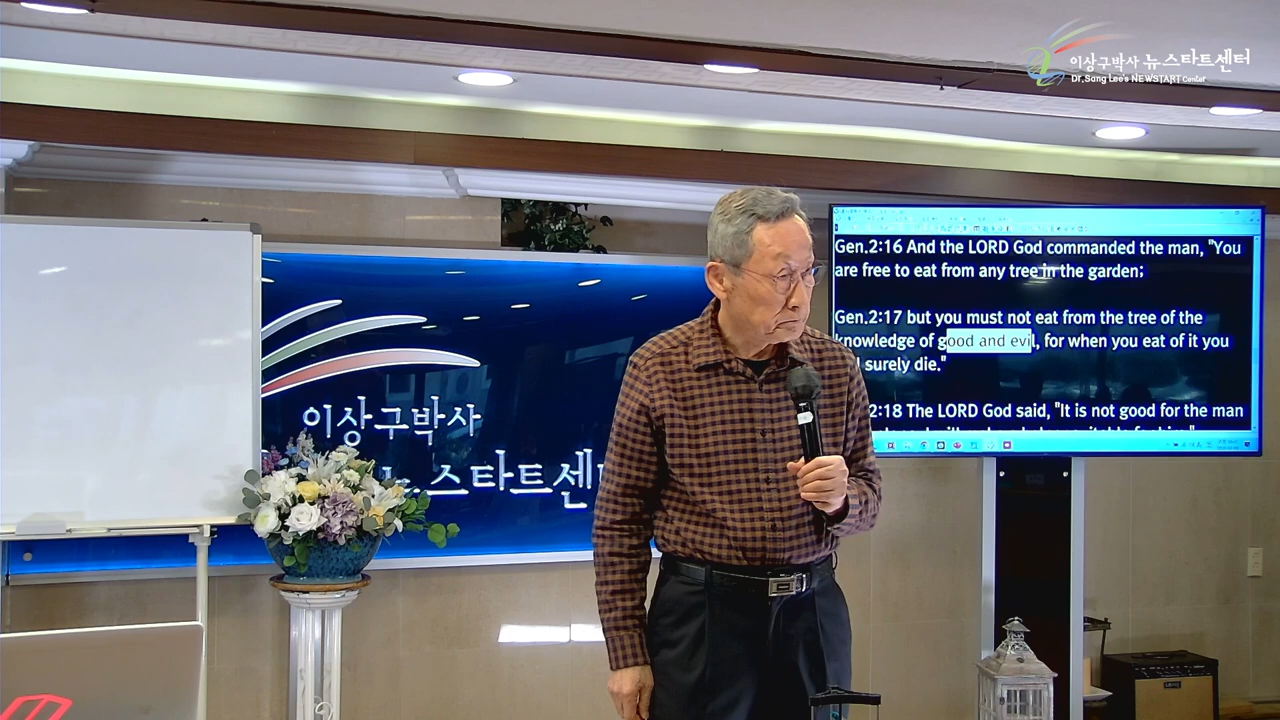 이상구박사 뉴스타트센터
Dr.Sang Lee's NEWSTART Center
Gen.2:16 And the LORD God commanded the man, "You
are free to eat from any tree in the garden;
Gen.2:17 but you must not eat from the tree of the
knowledge of good and evil, for when you eat of it you
surely die."
2:18 The LORD God said, "It is not good for the man
이상구박사
스타트센